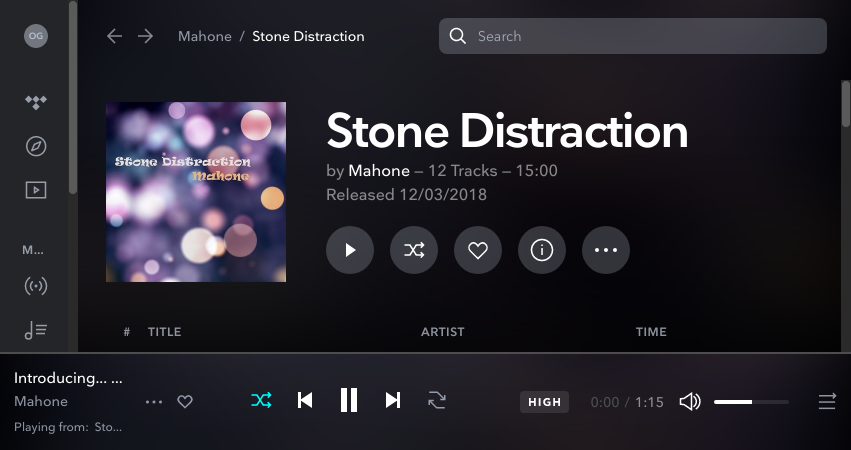 OG
Mahone / Stone Distraction
Search
Stone Distraction
Mahone
Stone Distraction
by Mahone – 12 Tracks – 15:00
Released 12/03/2018
M...
# TITLE ARTIST TIME
Introducing... ...
Mahone
Playing from: Sto...
HIGH 0:00 / 1:15